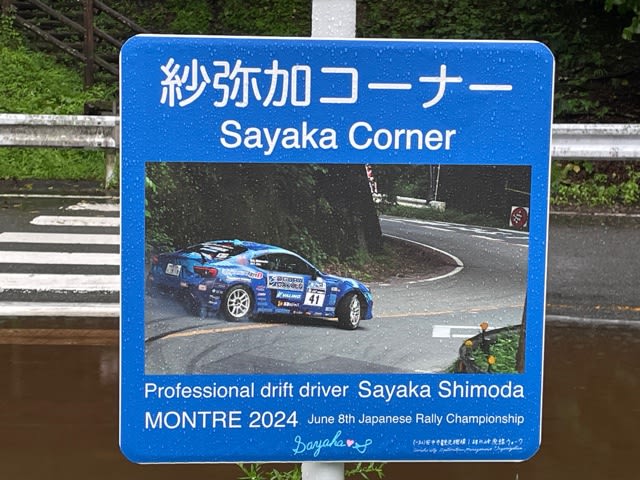 紗弥加コーナー
Sayaka Corner
41
Professional drift driver Sayaka Shimoda
MONTRE 2024 June 8th Japanese Rally Championship
Sayaka